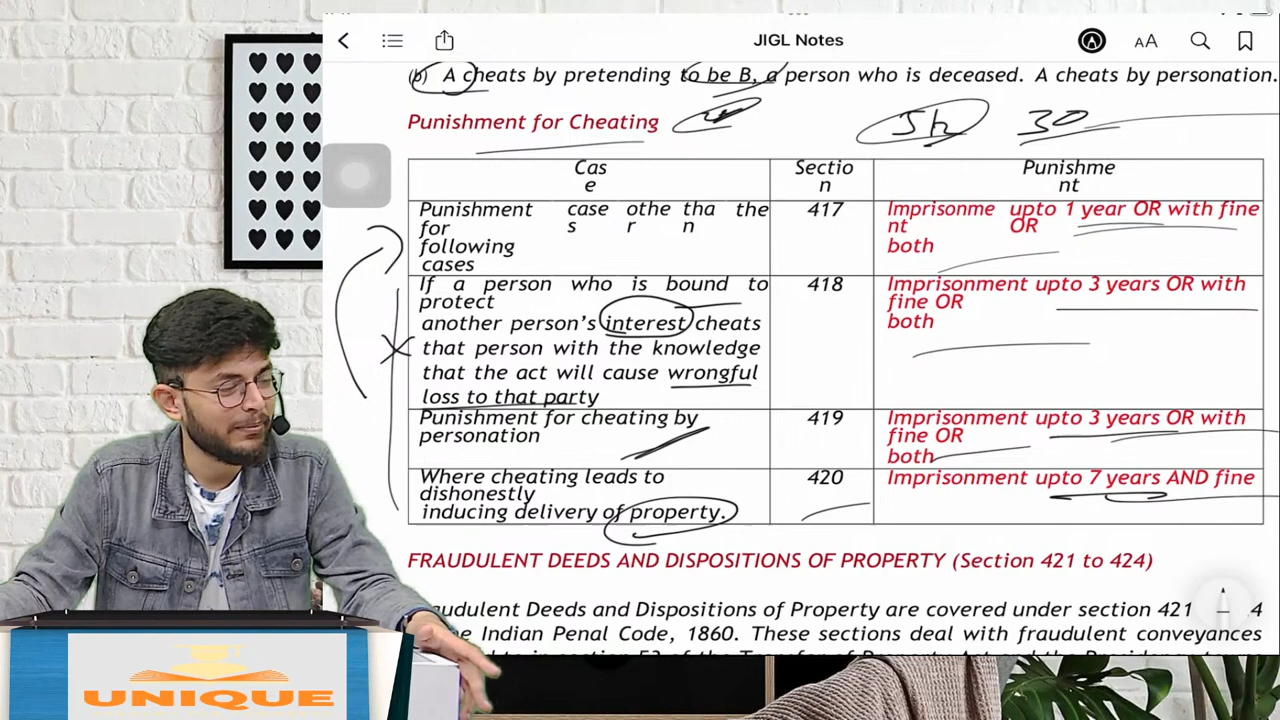 JIGL Notes
AA
(b) A cheats by pretending to be B, a person who is deceased. A cheats by personation.
Punishment for Cheating
30
Cas
e
Sectio
n
Punishme
nt
Punishment case othe tha the
for s r n
following
cases
417
Imprisonme upto 1 year OR with fine
nt OR
both
If a person who is bound to
protect
another person's interest cheats
that person with the knowledge
that the act will cause wrongful
loss to that party
418
Imprisonment upto 3 years OR with
fine OR
both
Punishment for cheating by
personation
419
Imprisonment upto 3 years OR with
fine OR
both
Where cheating leads to
dishonestly
inducing delivery of property.
420
Imprisonment upto 7 years AND fine
FRAUDULENT DEEDS AND DISPOSITIONS OF PROPERTY (Section 421 to 424)
audulent Deeds and Dispositions of Property are covered under section 421 4
e Indian Penal Code, 1860. These sections deal with fraudulent conveyances
UNIQUE